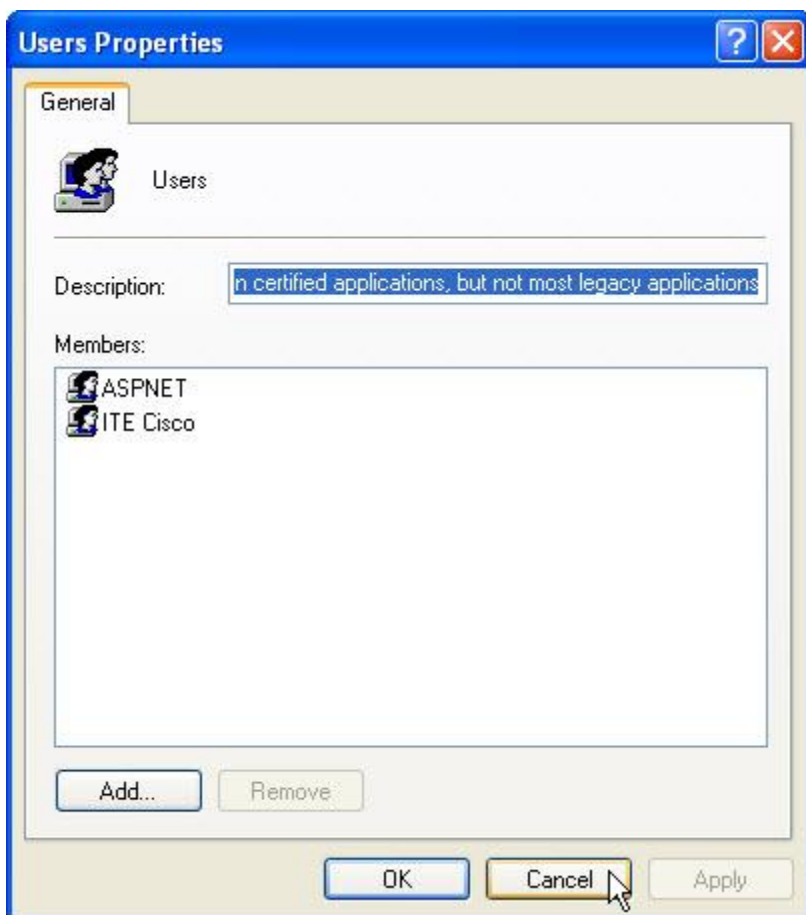 Users Properties
General
Users
Description: n certified applications, but not most legacy applications
Members:
ASPNET
ITE Cisco
Add... Remove
OK Cancel Apply